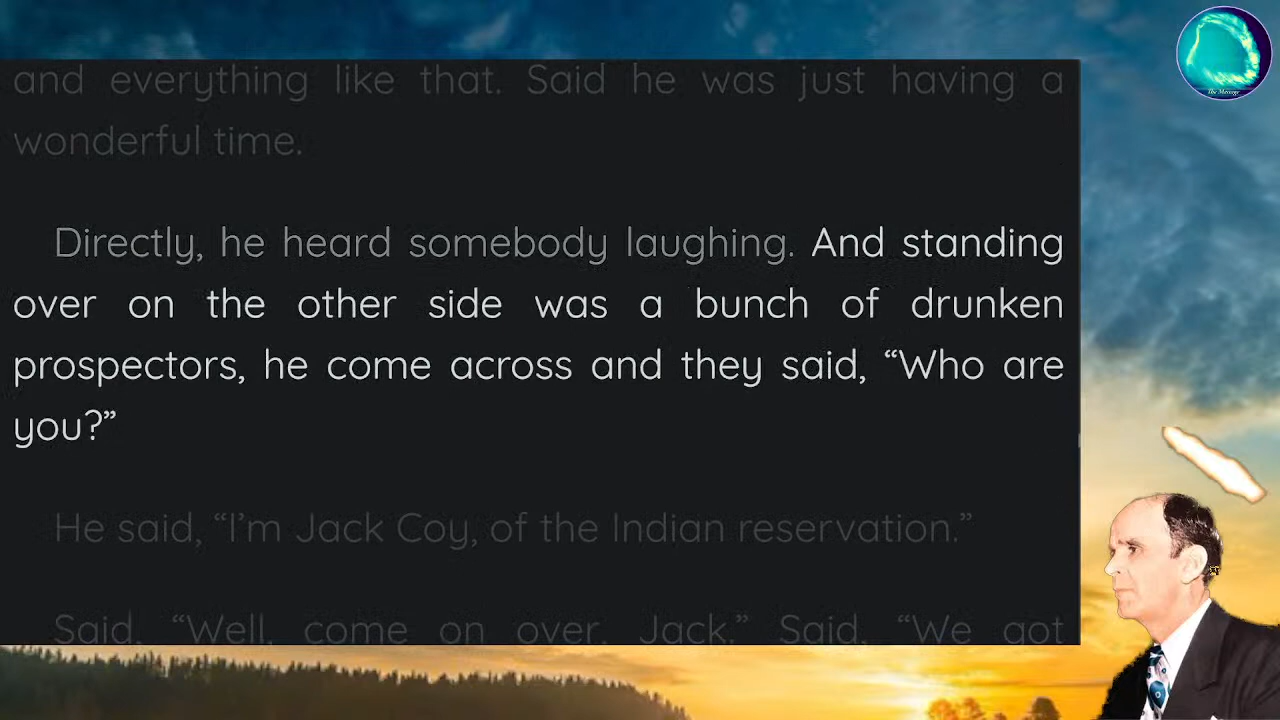 and everything like that. Said he was just having a
wonderful time.
Directly, he heard somebody laughing. And standing
over on the other side was a bunch of drunken
prospectors, he come across and they said, “Who are
you?”
He said, “I’m Jack Coy, of the Indian reservation.”
Said, “Well, come on over, Jack.” Said, “We got
The Message